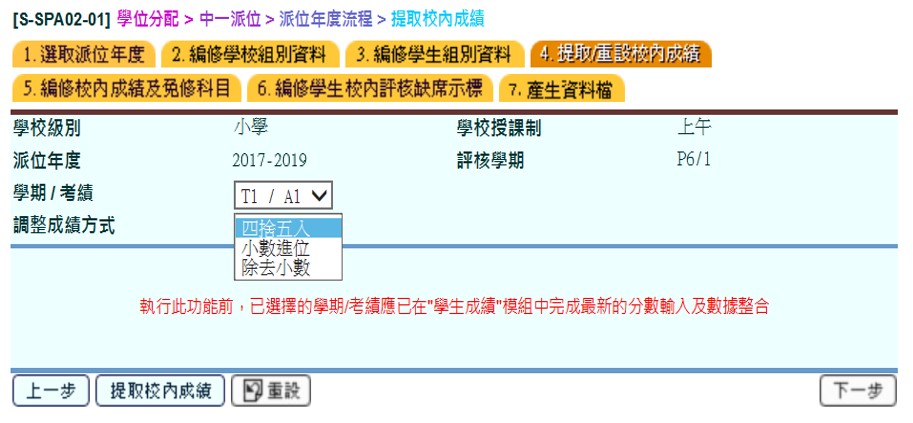 [S-SPA02-01] 學位分配 > 中一派位 > 派位年度流程 > 提取校內成績
1. 選取派位年度 2. 編修學校組別資料 3. 編修學生組別資料 4. 提取/重設校內成績
5. 編修校內成績及免修科目 6. 編修學生校內評核缺席示標 7. 產生資料檔
學校級別 小學 學校授課制 上午
派位年度 2017-2019 評核學期 P6/1
學期 / 考績 T1 / A1
調整成績方式 四捨五入
小數進位
除去小數
執行此功能前，已選擇的學期/考績應已在"學生成績"模組中完成最新的分數輸入及數據整合
上一步 提取校內成績 重設 下一步